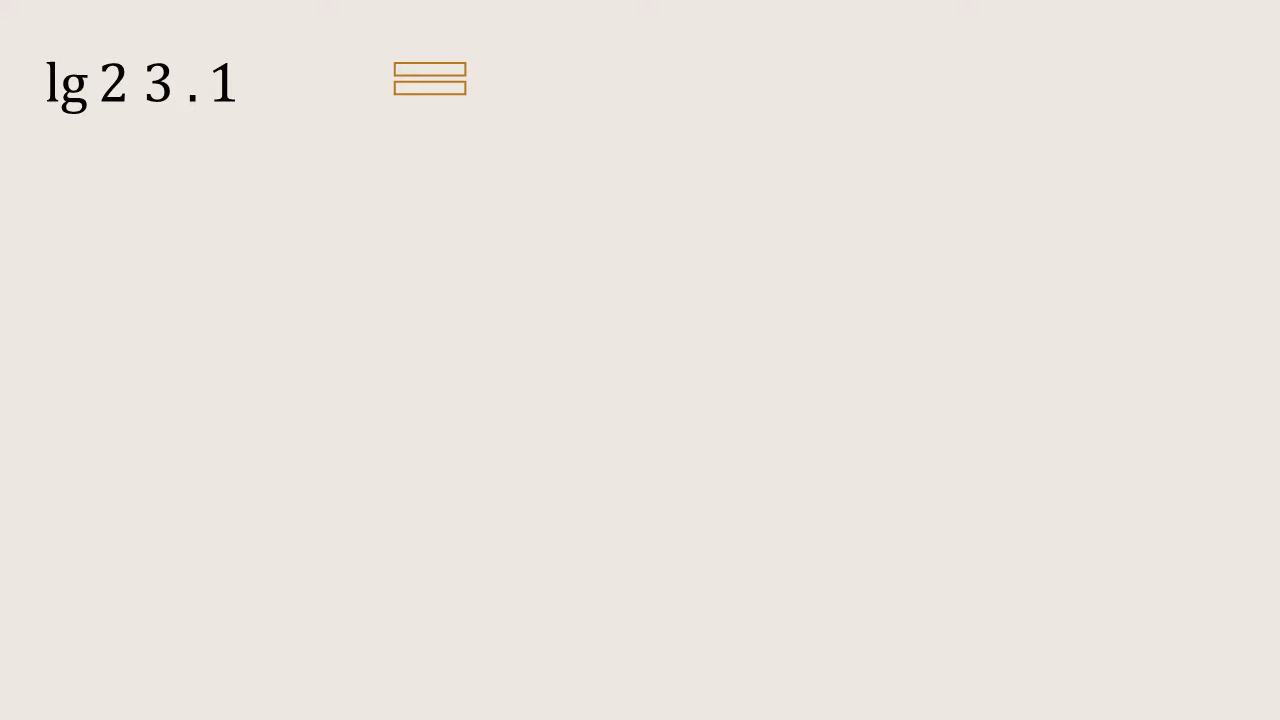 lg 2 3 . 1 =